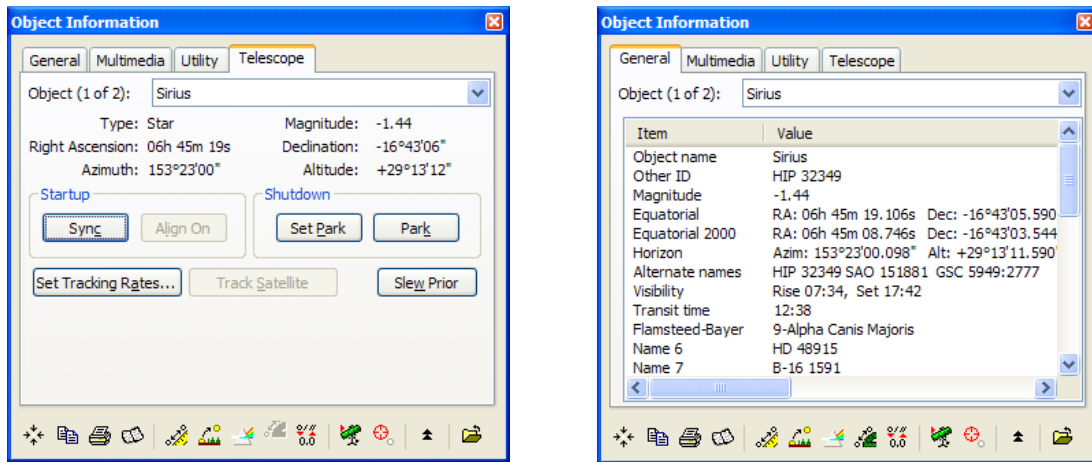 Object Information
General Multimedia Utility Telescope
Object (1 of 2): Sirius
Type: Star Magnitude: -1.44
Right Ascension: 06h 45m 19s Declination: -16°43'06"
Azimuth: 153°23'00" Altitude: +29°13'12"
Startup Shutdown
Sync Align On Set Park Park
Set Tracking Rates... Track Satellite Slew Prior
0.0
Object Information
General Multimedia Utility Telescope
Object (1 of 2): Sirius
Item Value
Object name Sirius
Other ID HIP 32349
Magnitude -1.44
Equatorial RA: 06h 45m 19.106s Dec: -16°43'05.590
Equatorial 2000 RA: 06h 45m 08.746s Dec: -16°43'03.544
Horizon Azim: 153°23'00.098" Alt: +29°13'11.590"
Alternate names HIP 32349 SAO 151881 GSC 5949:2777
Visibility Rise 07:34, Set 17:42
Transit time 12:38
Flamsteed-Bayer 9-Alpha Canis Majoris
Name 6 HD 48915
Name 7 B-16 1591
0.0